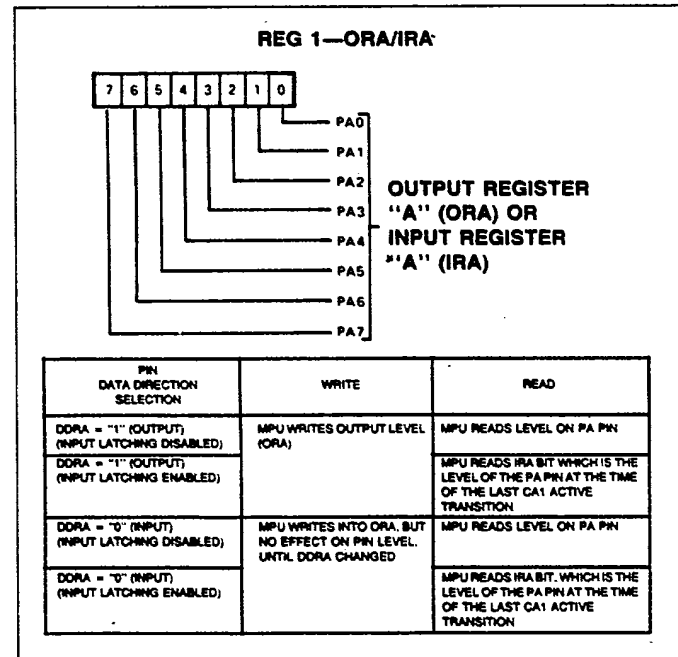 REG 1—ORA/IRA
7 6 5 4 3 2 1 0
PA0
PA1
PA2
PA3
PA4
PA5
PA6
PA7
OUTPUT REGISTER
"A" (ORA) OR
INPUT REGISTER
"A" (IRA)
PIN
DATA DIRECTION
SELECTION
WRITE
READ
DDRA = "1" (OUTPUT)
(INPUT LATCHING DISABLED)
MPU WRITES OUTPUT LEVEL
(ORA)
MPU READS LEVEL ON PA PIN
DDRA = "1" (OUTPUT)
(INPUT LATCHING ENABLED)
MPU READS IRA BIT WHICH IS THE
LEVEL OF THE PA PIN AT THE TIME
OF THE LAST CA1 ACTIVE
TRANSITION
DDRA = "0" (INPUT)
(INPUT LATCHING DISABLED)
MPU WRITES INTO ORA, BUT
NO EFFECT ON PIN LEVEL,
UNTIL DDRA CHANGED
MPU READS LEVEL ON PA PIN
DDRA = "0" (INPUT)
(INPUT LATCHING ENABLED)
MPU READS IRA BIT, WHICH IS THE
LEVEL OF THE PA PIN AT THE TIME
OF THE LAST CA1 ACTIVE
TRANSITION